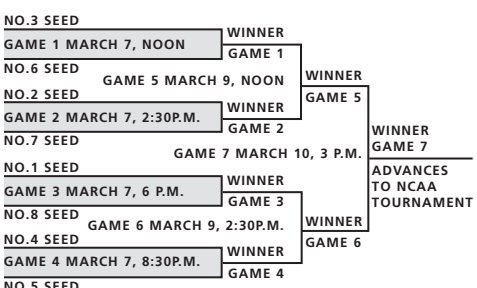 NO.3 SEED
GAME 1 MARCH 7, NOON
NO.6 SEED
WINNER
GAME 1
GAME 5 MARCH 9, NOON
NO.2 SEED
GAME 2 MARCH 7, 2:30P.M.
NO.7 SEED
WINNER
GAME 2
WINNER
GAME 5
GAME 7 MARCH 10, 3 P.M.
NO.1 SEED
GAME 3 MARCH 7, 6 P.M.
NO.8 SEED
WINNER
GAME 3
GAME 6 MARCH 9, 2:30P.M.
NO.4 SEED
GAME 4 MARCH 7, 8:30P.M.
NO.5 SEED
WINNER
GAME 4
WINNER
GAME 6
WINNER
GAME 7
ADVANCES
TO NCAA
TOURNAMENT